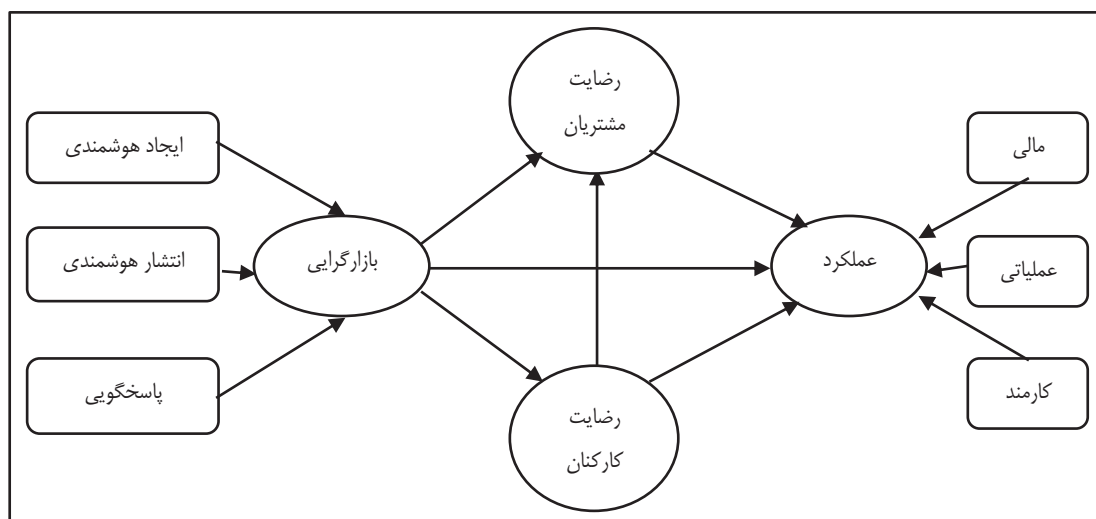 رضایت
مشتریان
ایجاد هوشمندی
مالی
انتشار هوشمندی
بازارگرایی
عملکرد
عملیاتی
پاسخگویی
رضایت
کارکنان
کارمند